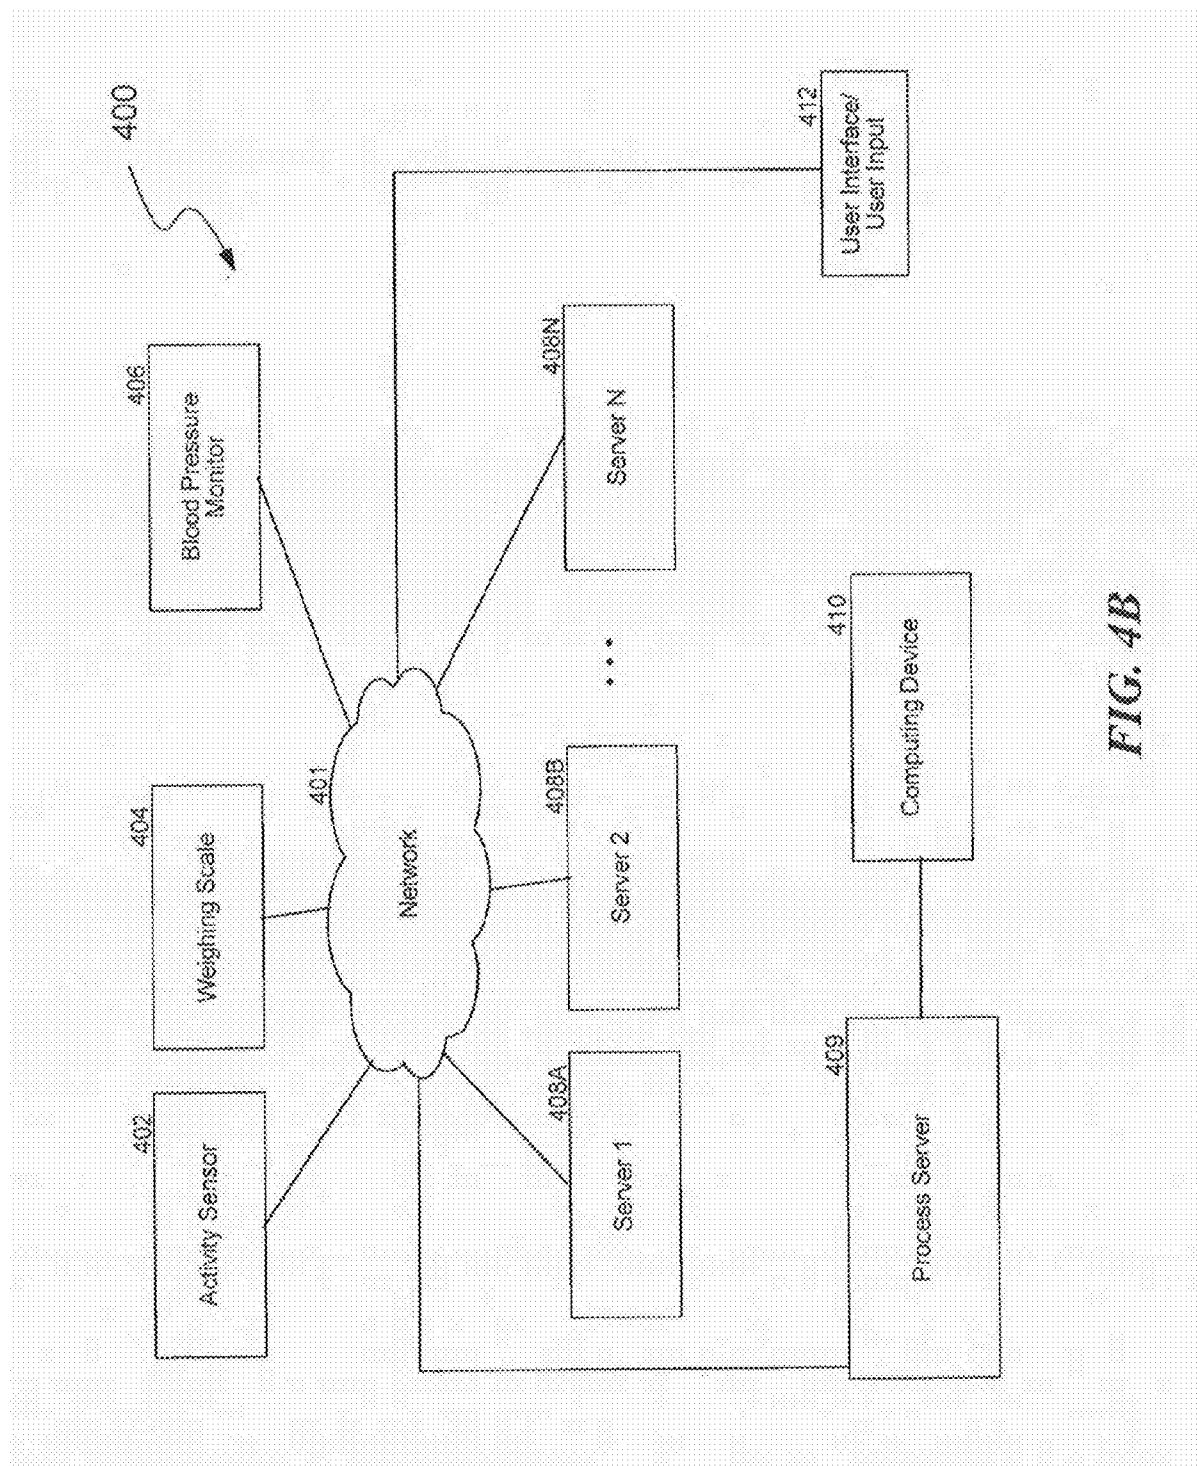 400
402
Activity Sensor
404
Weighing Scale
406
Blood Pressure
Monitor
401
Network
408A
Server 1
408B
Server 2
...
408N
Server N
409
Process Server
410
Computing Device
412
User Interface/
User Input
FIG. 4B